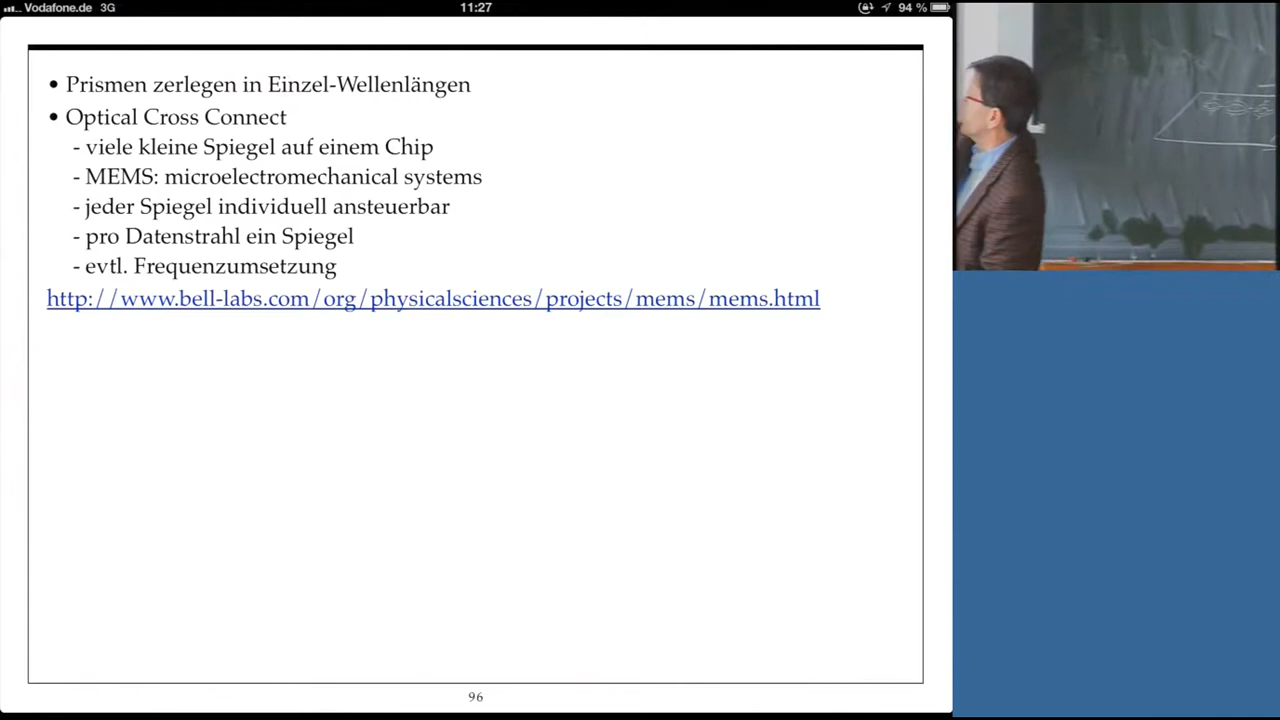 Vodafone.de 3G 11:27 94 %
• Prismen zerlegen in Einzel-Wellenlängen
• Optical Cross Connect
- viele kleine Spiegel auf einem Chip
- MEMS: microelectromechanical systems
- jeder Spiegel individuell ansteuerbar
- pro Datenstrahl ein Spiegel
- evtl. Frequenzumsetzung
http://www.bell-labs.com/org/physicalsciences/projects/mems/mems.html
96